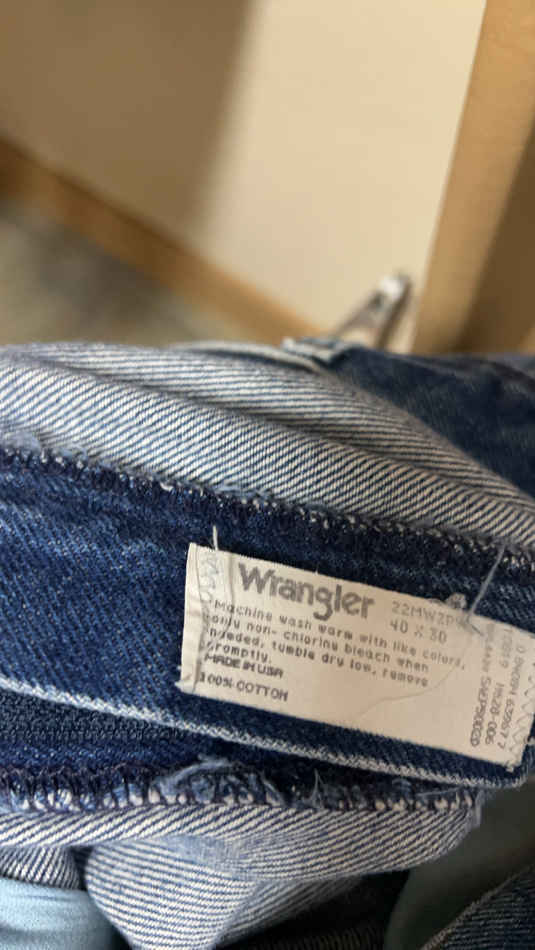 Wrangler
22MWZPW
40 X 30
Machine wash warm with like colors,
only non- chlorine bleach when
needed, tumble dry low, remove
promptly.
MADE IN USA
100% COTTON